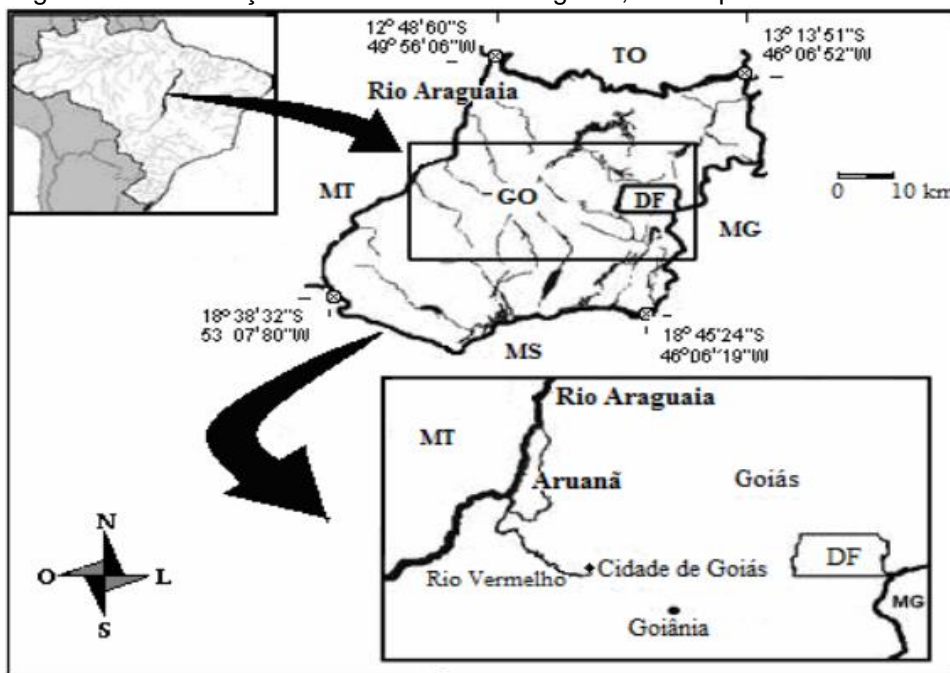 12° 48'60"S
49° 56'06"W
TO
13° 13'51"S
46° 06'52"W
Rio Araguaia
MT
GO
DF
0 10 km
MG
18° 38'32"S
53 07'80"W
MS
18° 45'24"S
46° 06'19"W
Rio Araguaia
MT
Aruanã
Goiás
N
O L
S
DF
Rio Vermelho
Cidade de Goiás
MG
Goiânia